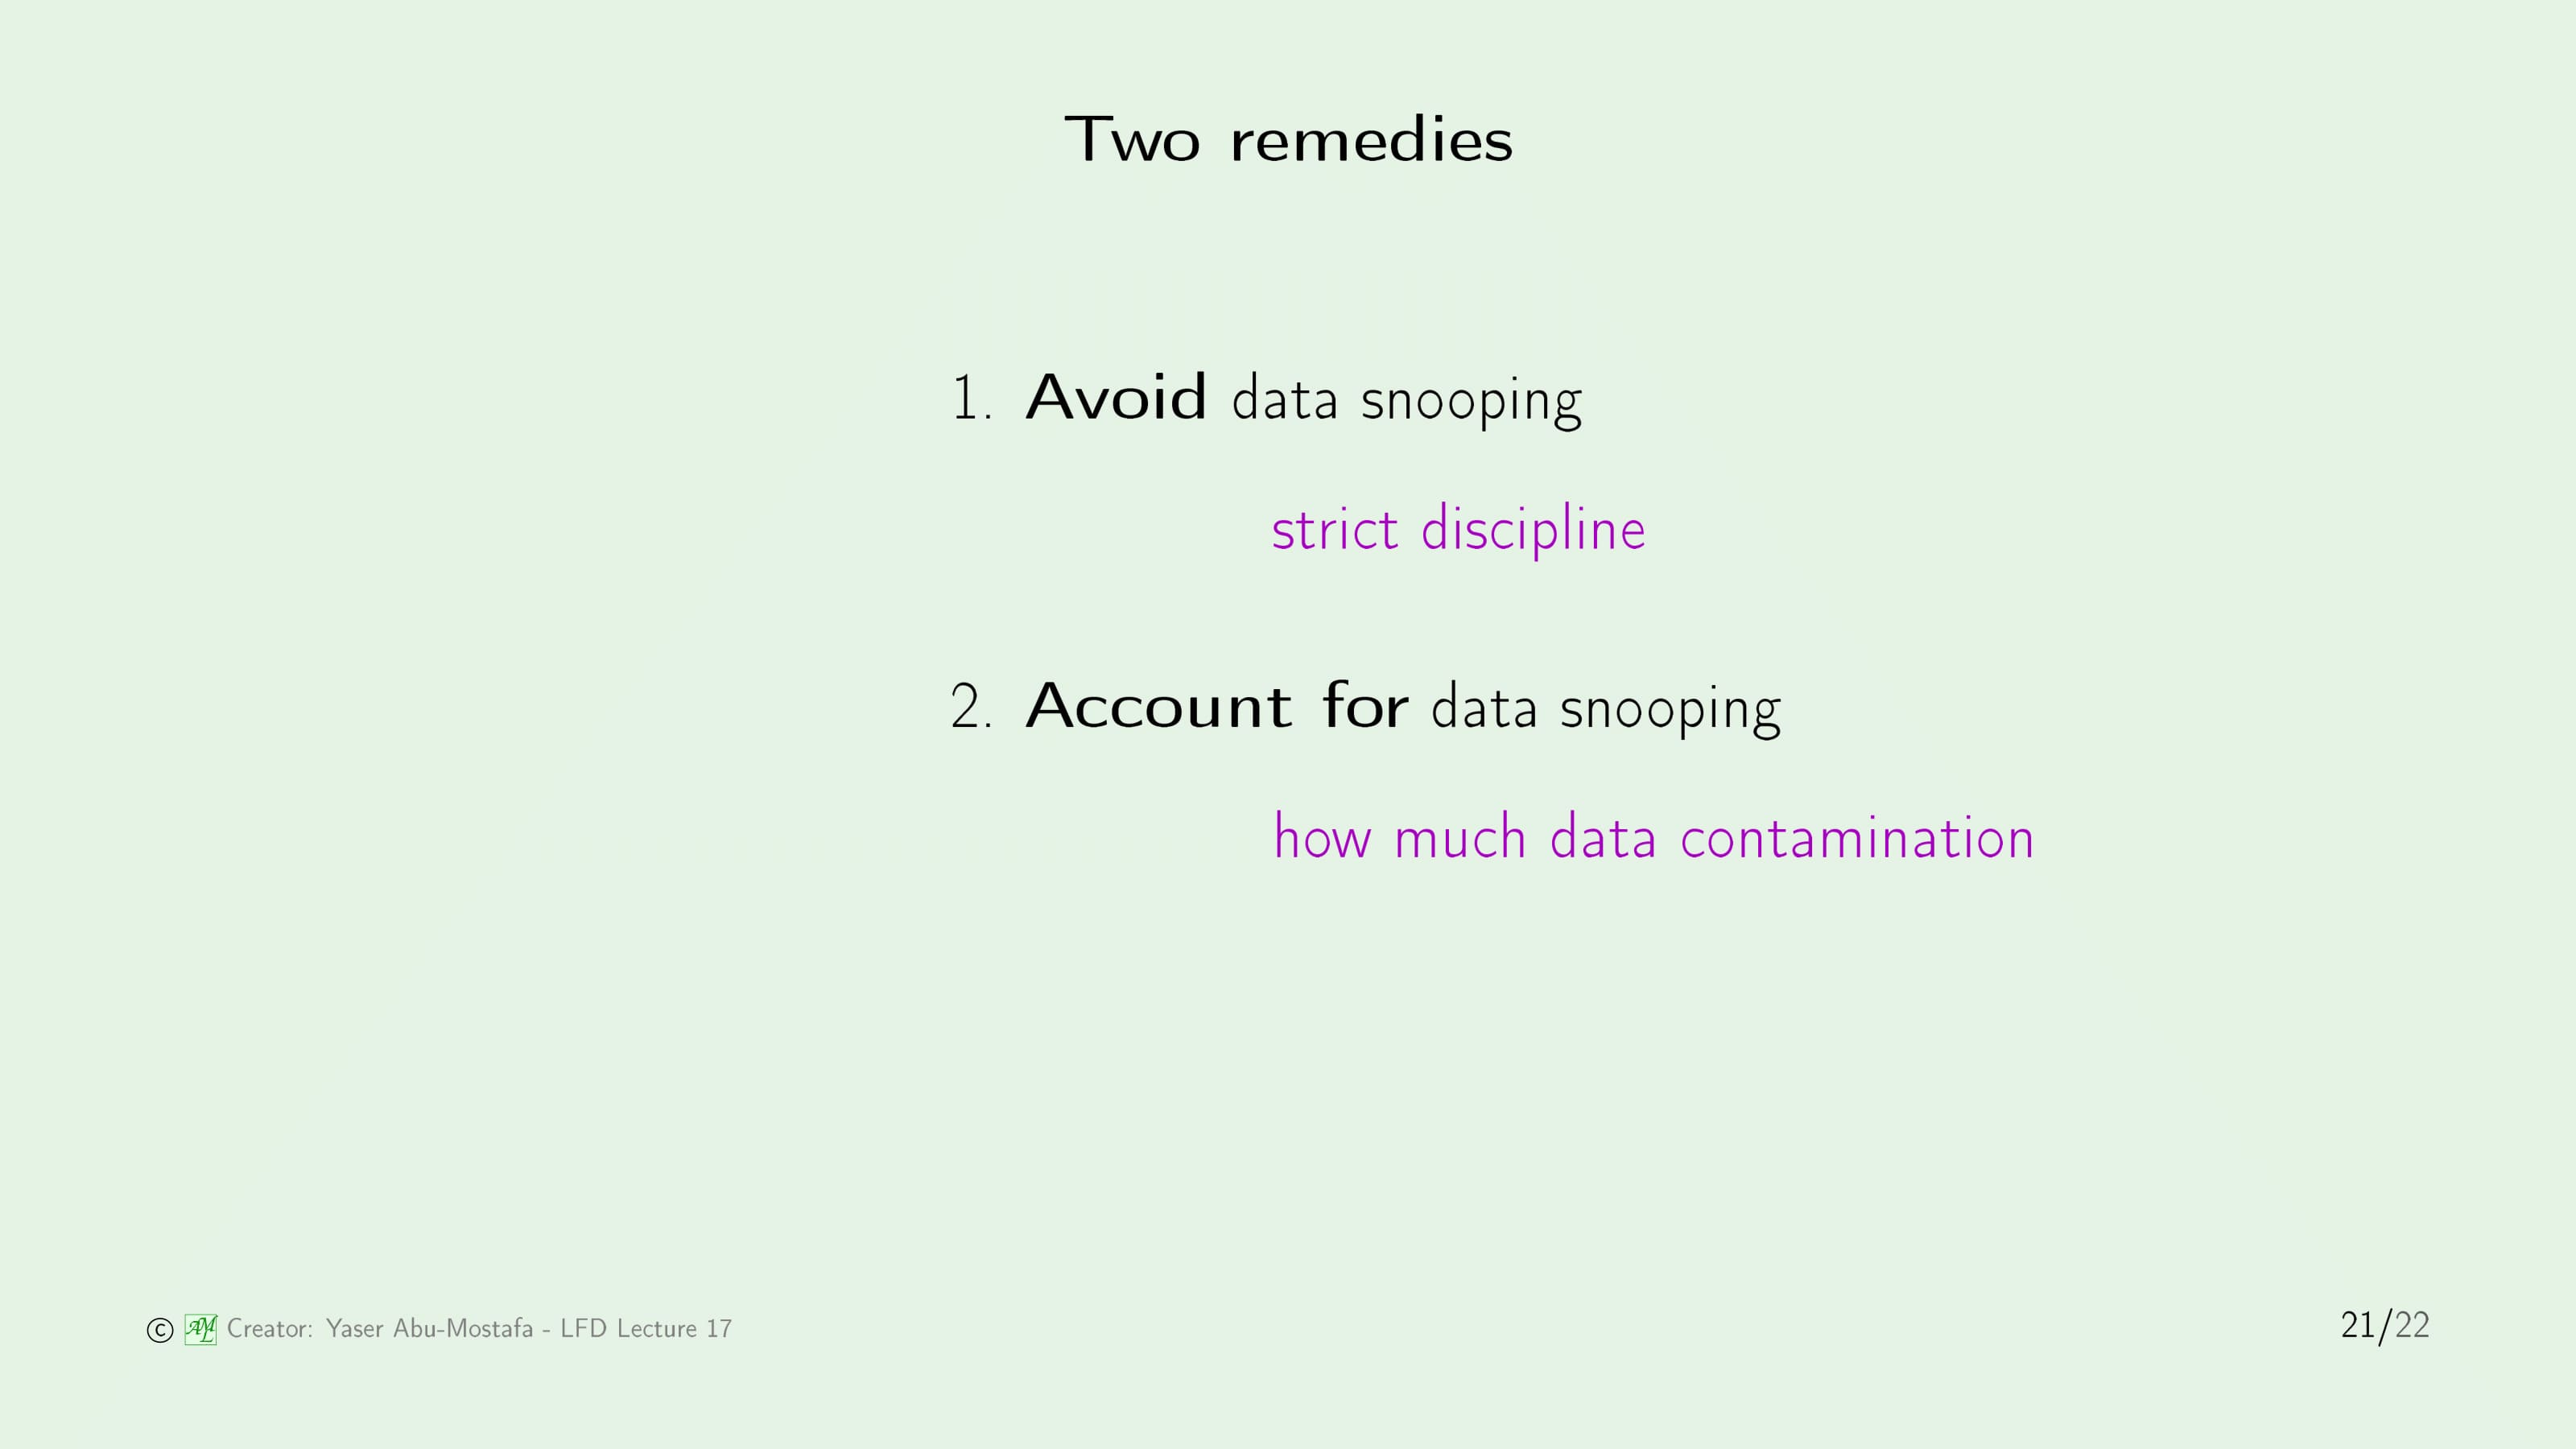 Two remedies
1. Avoid data snooping
strict discipline
2. Account for data snooping
how much data contamination
© AML Creator: Yaser Abu-Mostafa - LFD Lecture 17
21/22